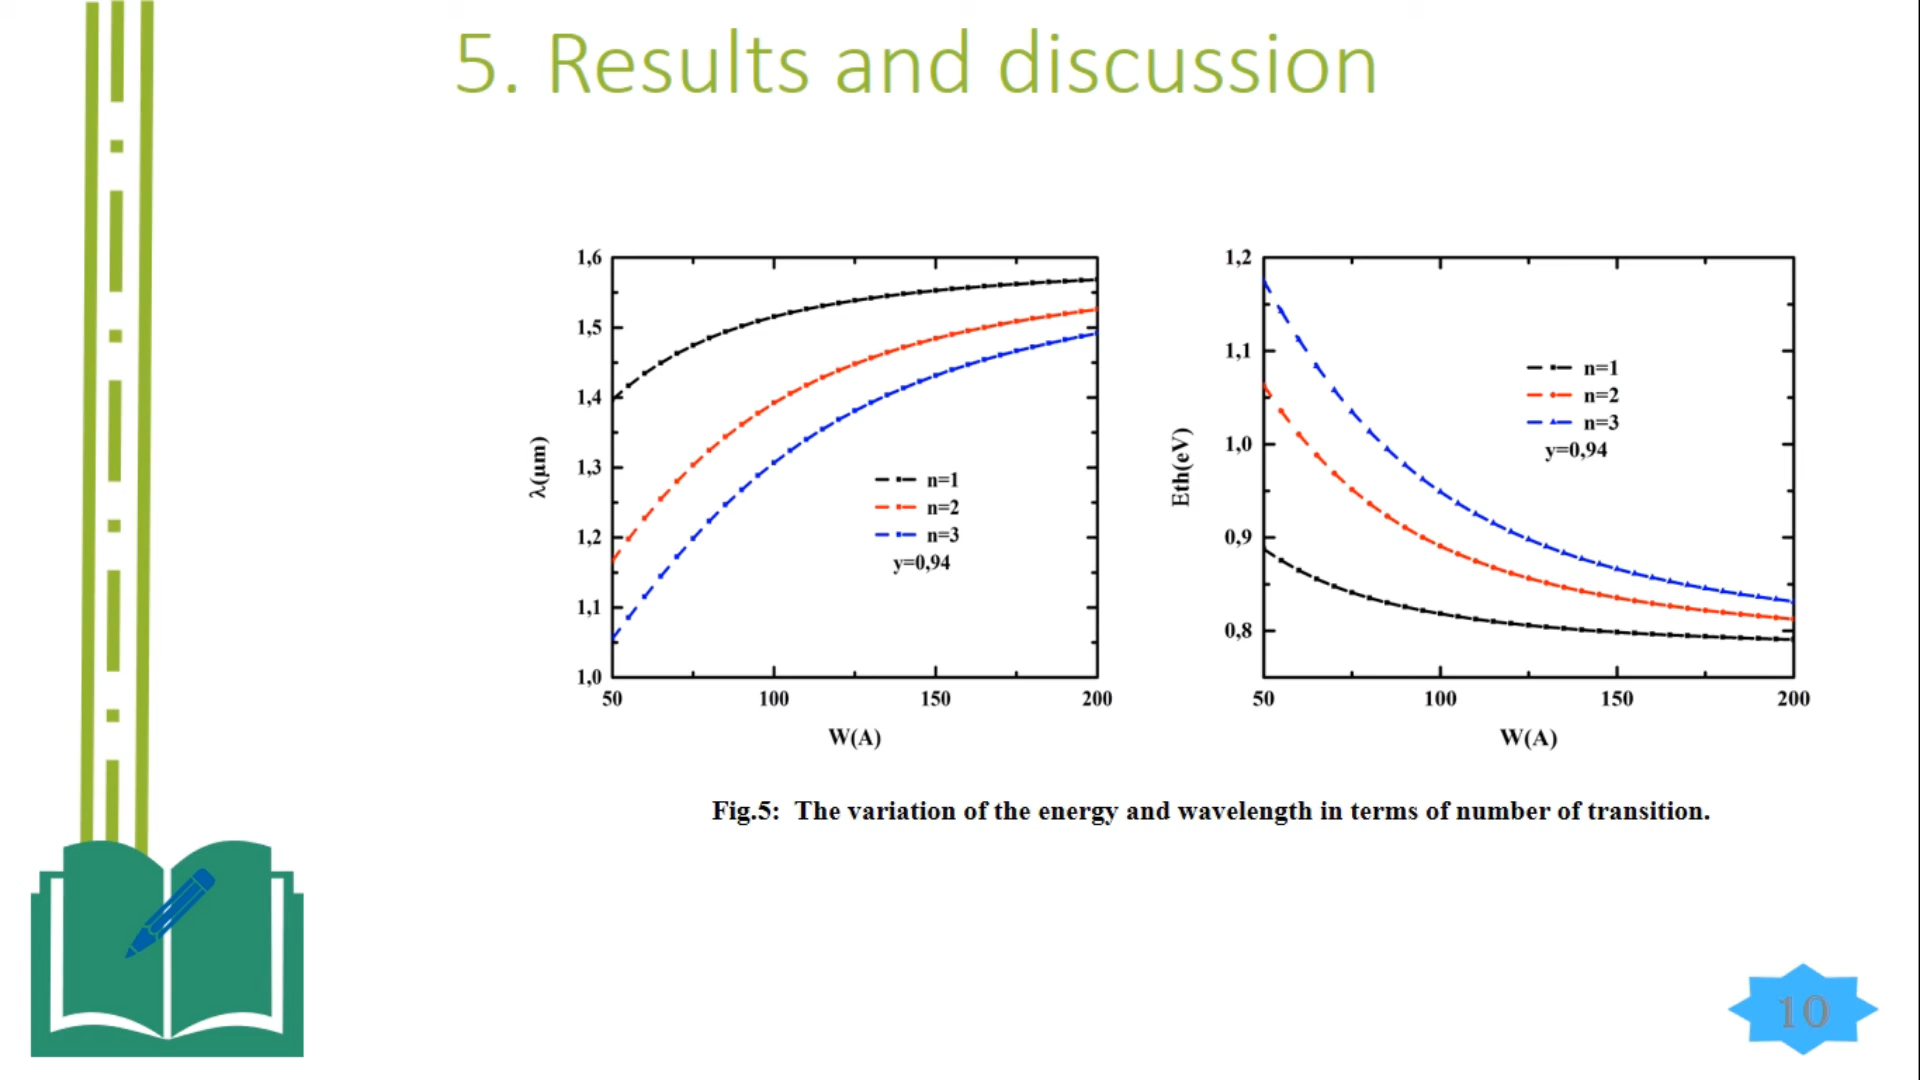 5. Results and discussion
1,6
1,5
1,4
1,3
1,2
1,1
1,0
λ(μm)
n=1
n=2
n=3
y=0,94
50 100 150 200
W(A)
1,2
1,1
1,0
0,9
0,8
Eth(eV)
n=1
n=2
n=3
y=0,94
50 100 150 200
W(A)
Fig.5: The variation of the energy and wavelength in terms of number of transition.
10